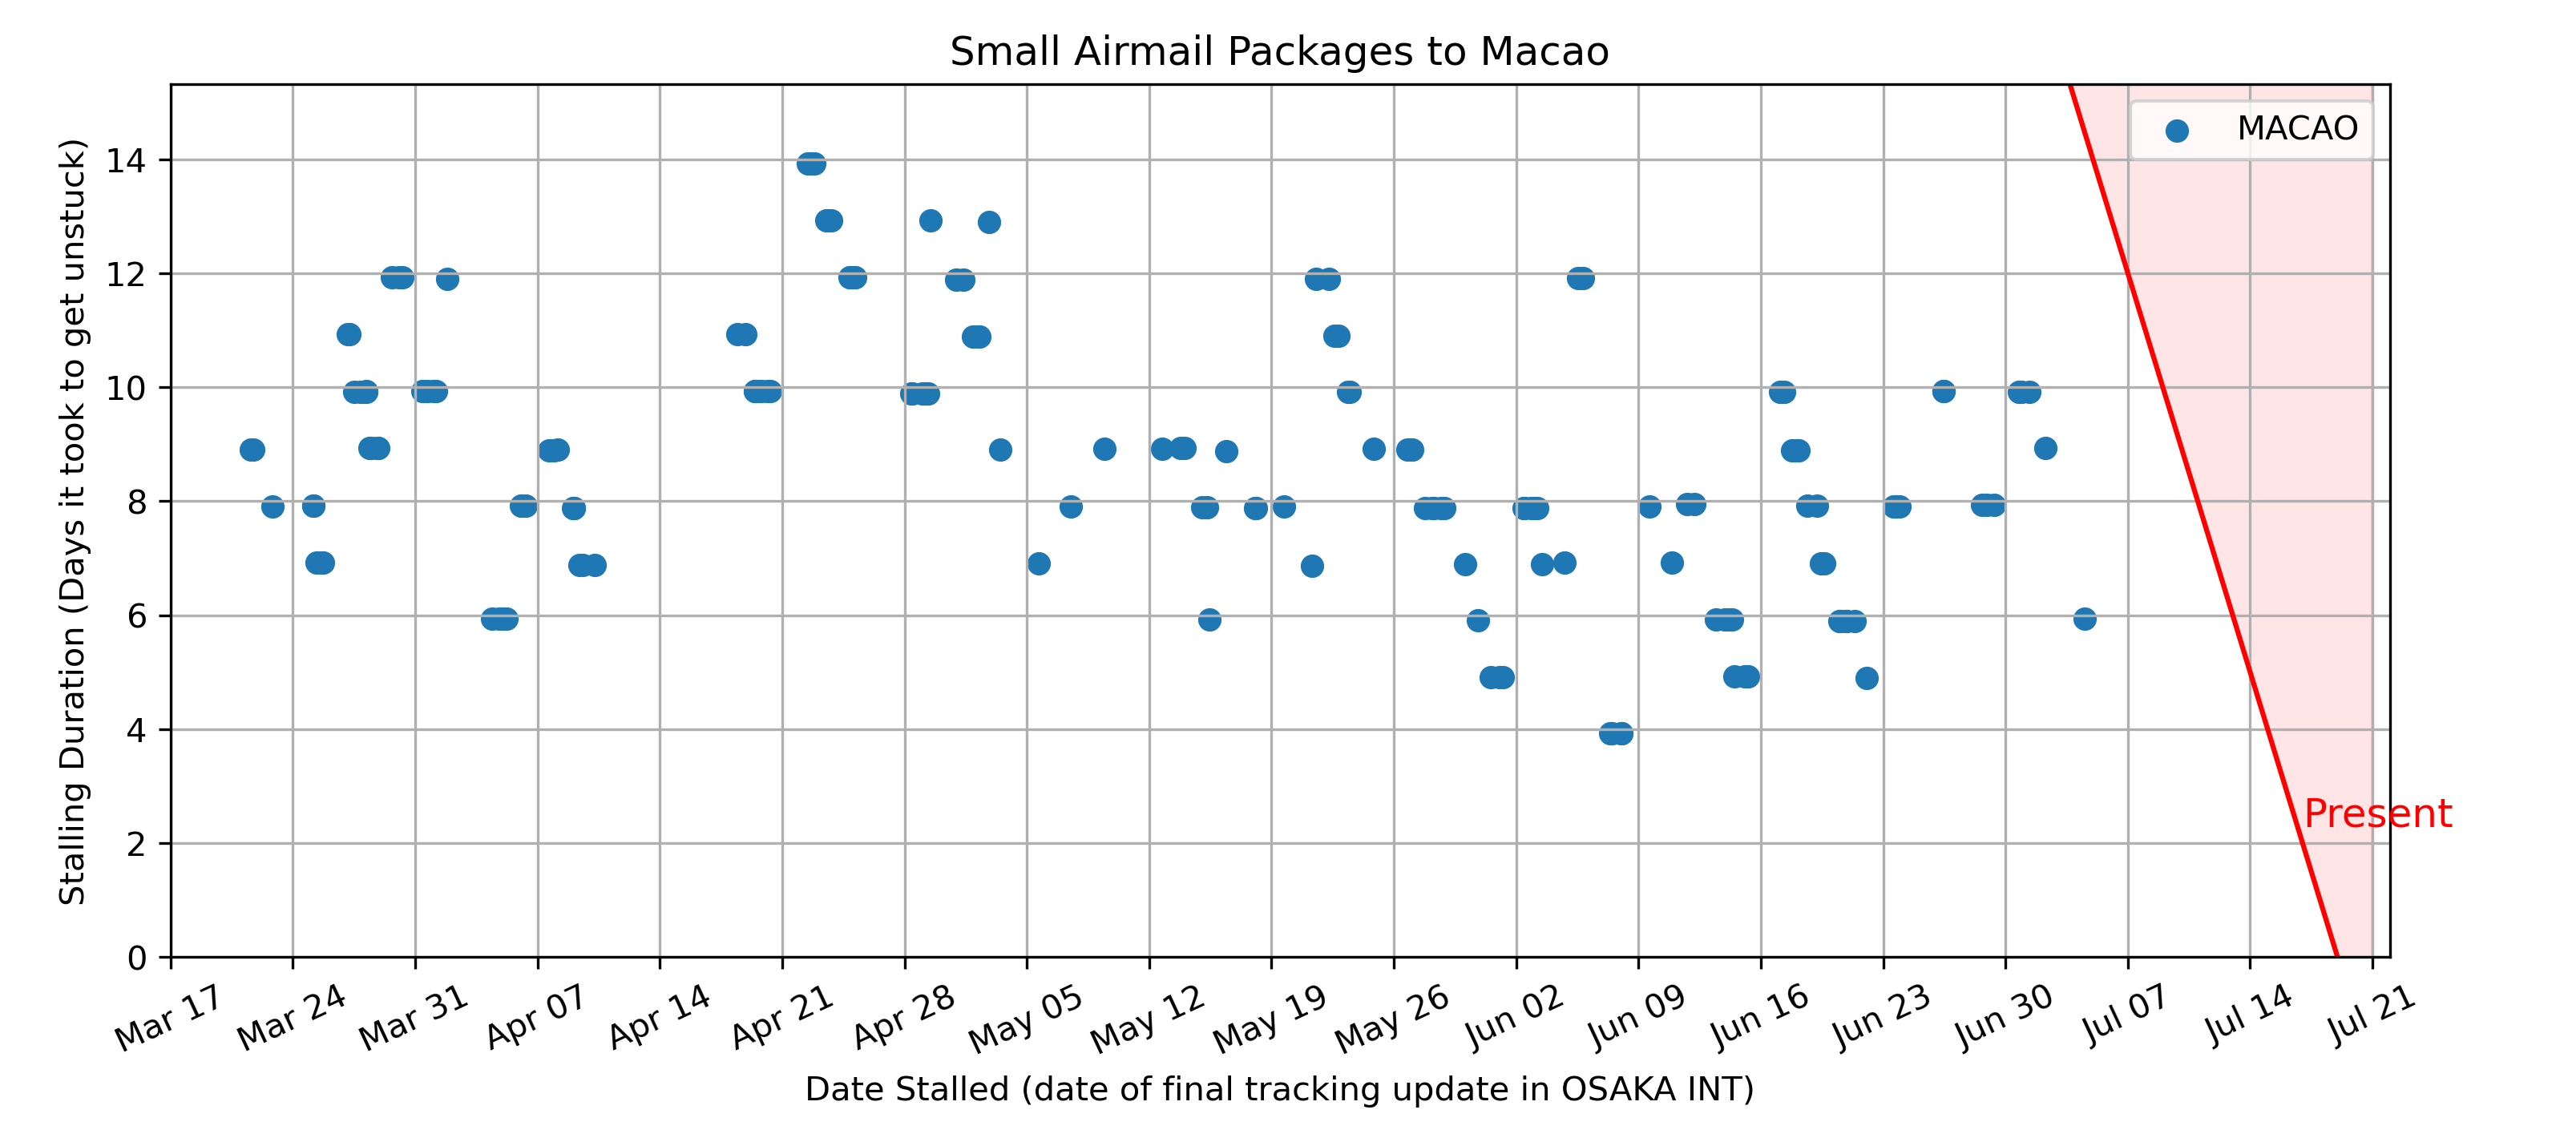 Small Airmail Packages to Macao
Stalling Duration (Days it took to get unstuck)
14
12
10
8
6
4
2
0
MACAO
Present
Mar 17 Mar 24 Mar 31 Apr 07 Apr 14 Apr 21 Apr 28 May 05 May 12 May 19 May 26 Jun 02 Jun 09 Jun 16 Jun 23 Jun 30 Jul 07 Jul 14 Jul 21
Date Stalled (date of final tracking update in OSAKA INT)